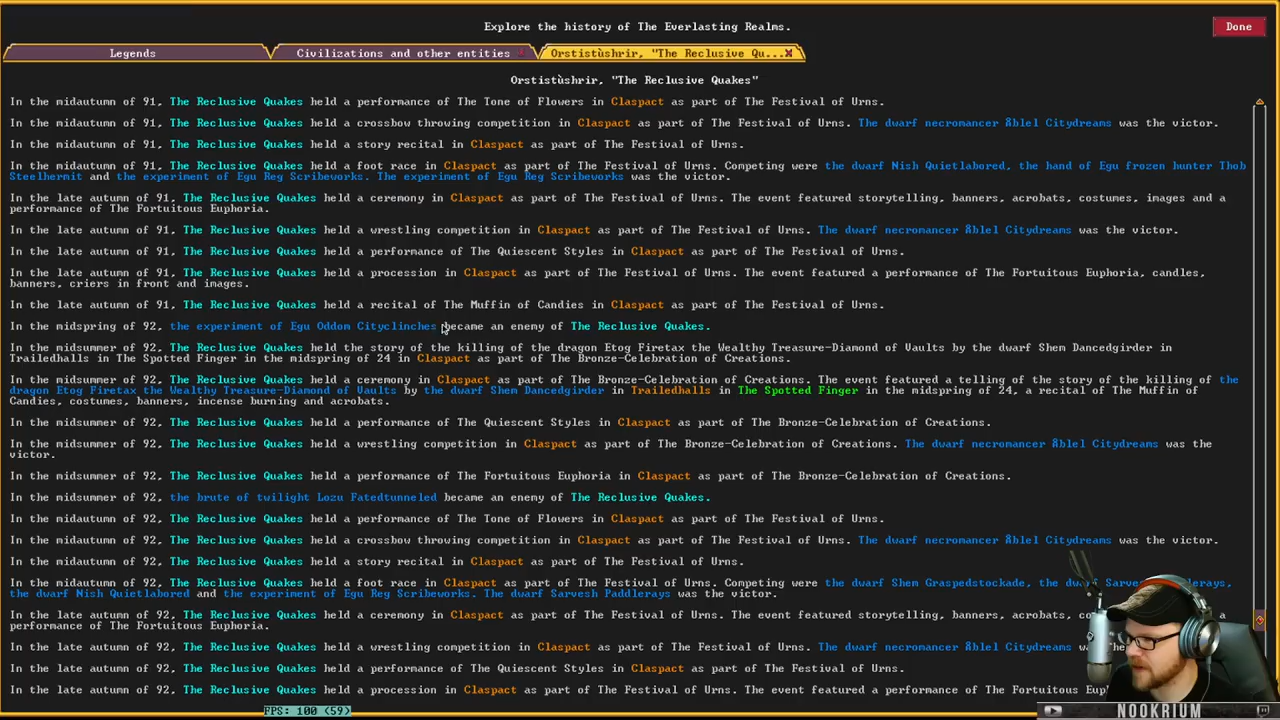 Explore the history of The Everlasting Realms.
Done
Legends
Civilizations and other entities
Orstistùshrir, "The Reclusive Qu...
Orstistùshrir, "The Reclusive Quakes"
In the midautumn of 91, The Reclusive Quakes held a performance of The Tone of Flowers in Claspact as part of The Festival of Urns.
In the midautumn of 91, The Reclusive Quakes held a crossbow throwing competition in Claspact as part of The Festival of Urns. The dwarf necromancer Åblel Citydreams was the victor.
In the midautumn of 91, The Reclusive Quakes held a story recital in Claspact as part of The Festival of Urns.
In the midautumn of 91, The Reclusive Quakes held a foot race in Claspact as part of The Festival of Urns. Competing were the dwarf Nish Quietlabored, the hand of Egu frozen hunter Thob
Steelhermit and the experiment of Egu Reg Scribeworks. The experiment of Egu Reg Scribeworks was the victor.
In the late autumn of 91, The Reclusive Quakes held a ceremony in Claspact as part of The Festival of Urns. The event featured storytelling, banners, acrobats, costumes, images and a
performance of The Fortuitous Euphoria.
In the late autumn of 91, The Reclusive Quakes held a wrestling competition in Claspact as part of The Festival of Urns. The dwarf necromancer Åblel Citydreams was the victor.
In the late autumn of 91, The Reclusive Quakes held a performance of The Quiescent Styles in Claspact as part of The Festival of Urns.
In the late autumn of 91, The Reclusive Quakes held a procession in Claspact as part of The Festival of Urns. The event featured a performance of The Fortuitous Euphoria, candles,
banners, criers in front and images.
In the late autumn of 91, The Reclusive Quakes held a recital of The Muffin of Candies in Claspact as part of The Festival of Urns.
In the midspring of 92, the experiment of Egu Oddom Cityclinches became an enemy of The Reclusive Quakes.
In the midsummer of 92, The Reclusive Quakes held the story of the killing of the dragon Etog Firetax the Wealthy Treasure-Diamond of Vaults by the dwarf Shem Dancedgirder in
Trailedhalls in The Spotted Finger in the midspring of 24 in Claspact as part of The Bronze-Celebration of Creations.
In the midsummer of 92, The Reclusive Quakes held a ceremony in Claspact as part of The Bronze-Celebration of Creations. The event featured a telling of the story of the killing of the
dragon Etog Firetax the Wealthy Treasure-Diamond of Vaults by the dwarf Shem Dancedgirder in Trailedhalls in The Spotted Finger in the midspring of 24, a recital of The Muffin of
Candies, costumes, banners, incense burning and acrobats.
In the midsummer of 92, The Reclusive Quakes held a performance of The Quiescent Styles in Claspact as part of The Bronze-Celebration of Creations.
In the midsummer of 92, The Reclusive Quakes held a wrestling competition in Claspact as part of The Bronze-Celebration of Creations. The dwarf necromancer Åblel Citydreams was the
victor.
In the midsummer of 92, The Reclusive Quakes held a performance of The Fortuitous Euphoria in Claspact as part of The Bronze-Celebration of Creations.
In the midsummer of 92, the brute of twilight Lozu Fatedtunneled became an enemy of The Reclusive Quakes.
In the midautumn of 92, The Reclusive Quakes held a performance of The Tone of Flowers in Claspact as part of The Festival of Urns.
In the midautumn of 92, The Reclusive Quakes held a crossbow throwing competition in Claspact as part of The Festival of Urns. The dwarf necromancer Åblel Citydreams was the victor.
In the midautumn of 92, The Reclusive Quakes held a story recital in Claspact as part of The Festival of Urns.
In the midautumn of 92, The Reclusive Quakes held a foot race in Claspact as part of The Festival of Urns. Competing were the dwarf Shem Graspedstockade, the dwarf Sarvesh Paddlerays,
the dwarf Nish Quietlabored and the experiment of Egu Reg Scribeworks. The dwarf Sarvesh Paddlerays was the victor.
In the late autumn of 92, The Reclusive Quakes held a ceremony in Claspact as part of The Festival of Urns. The event featured storytelling, banners, acrobats, a
performance of The Fortuitous Euphoria.
In the late autumn of 92, The Reclusive Quakes held a wrestling competition in Claspact as part of The Festival of Urns. The dwarf necromancer Åblel Citydreams
In the late autumn of 92, The Reclusive Quakes held a performance of The Quiescent Styles in Claspact as part of The Festival of Urns.
In the late autumn of 92, The Reclusive Quakes held a procession in Claspact as part of The Festival of Urns. The event featured a performance of The Fortuitous
FPS: 100 (59)
NOOKRIUM